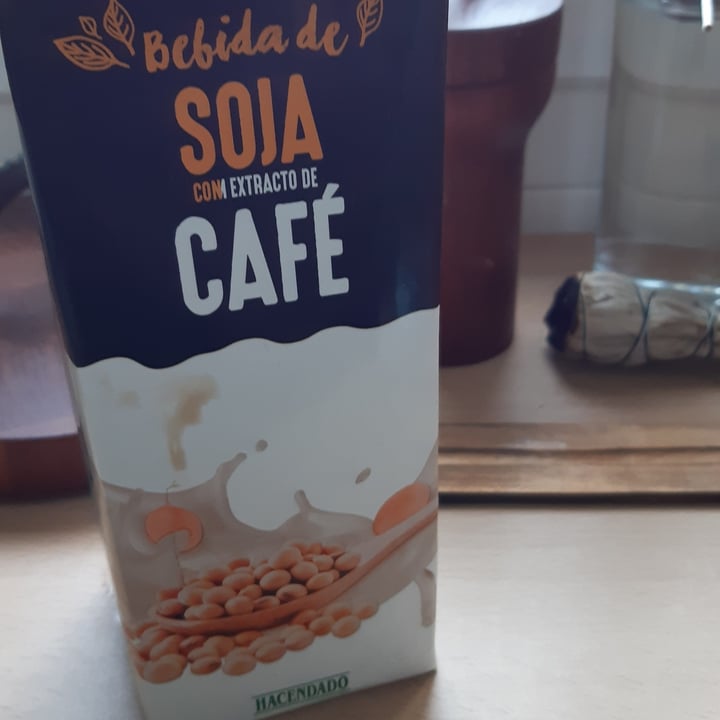 Bebida de
SOJA
CON EXTRACTO DE
CAFÉ
HACENDADO